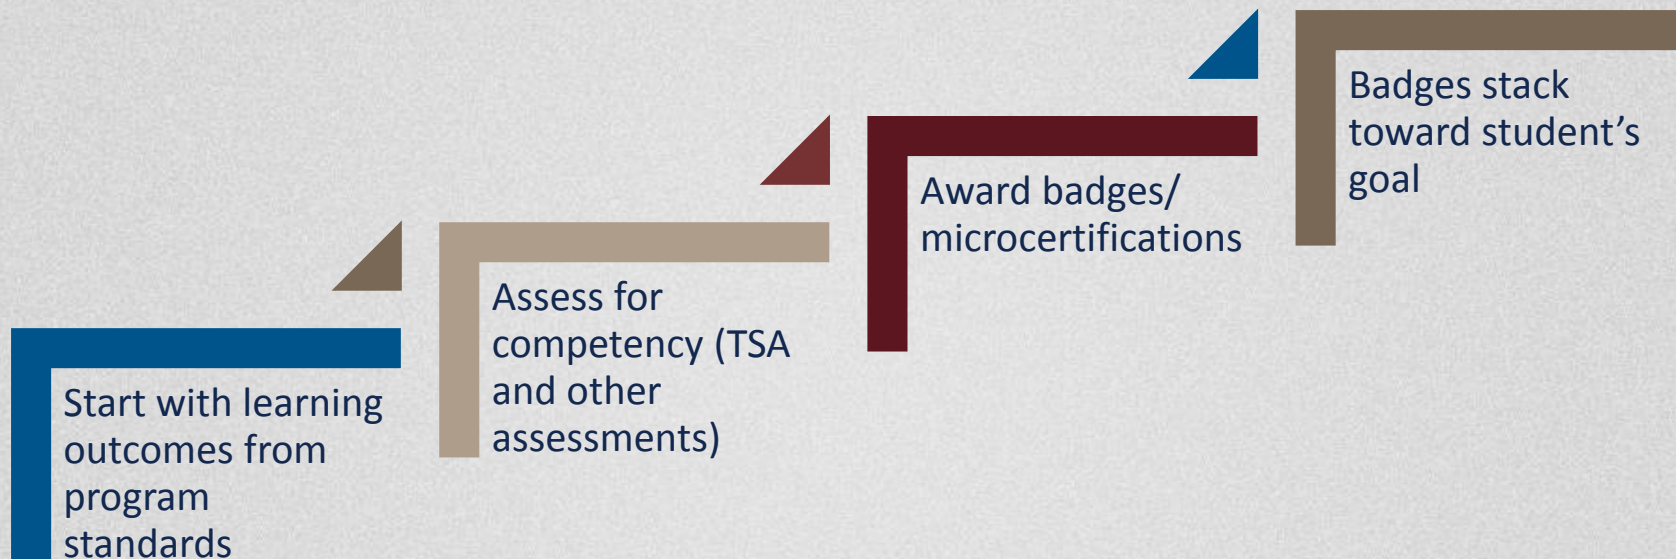 Start with learning
outcomes from
program
standards
Assess for
competency (TSA
and other
assessments)
Award badges/
microcertifications
Badges stack
toward student’s
goal